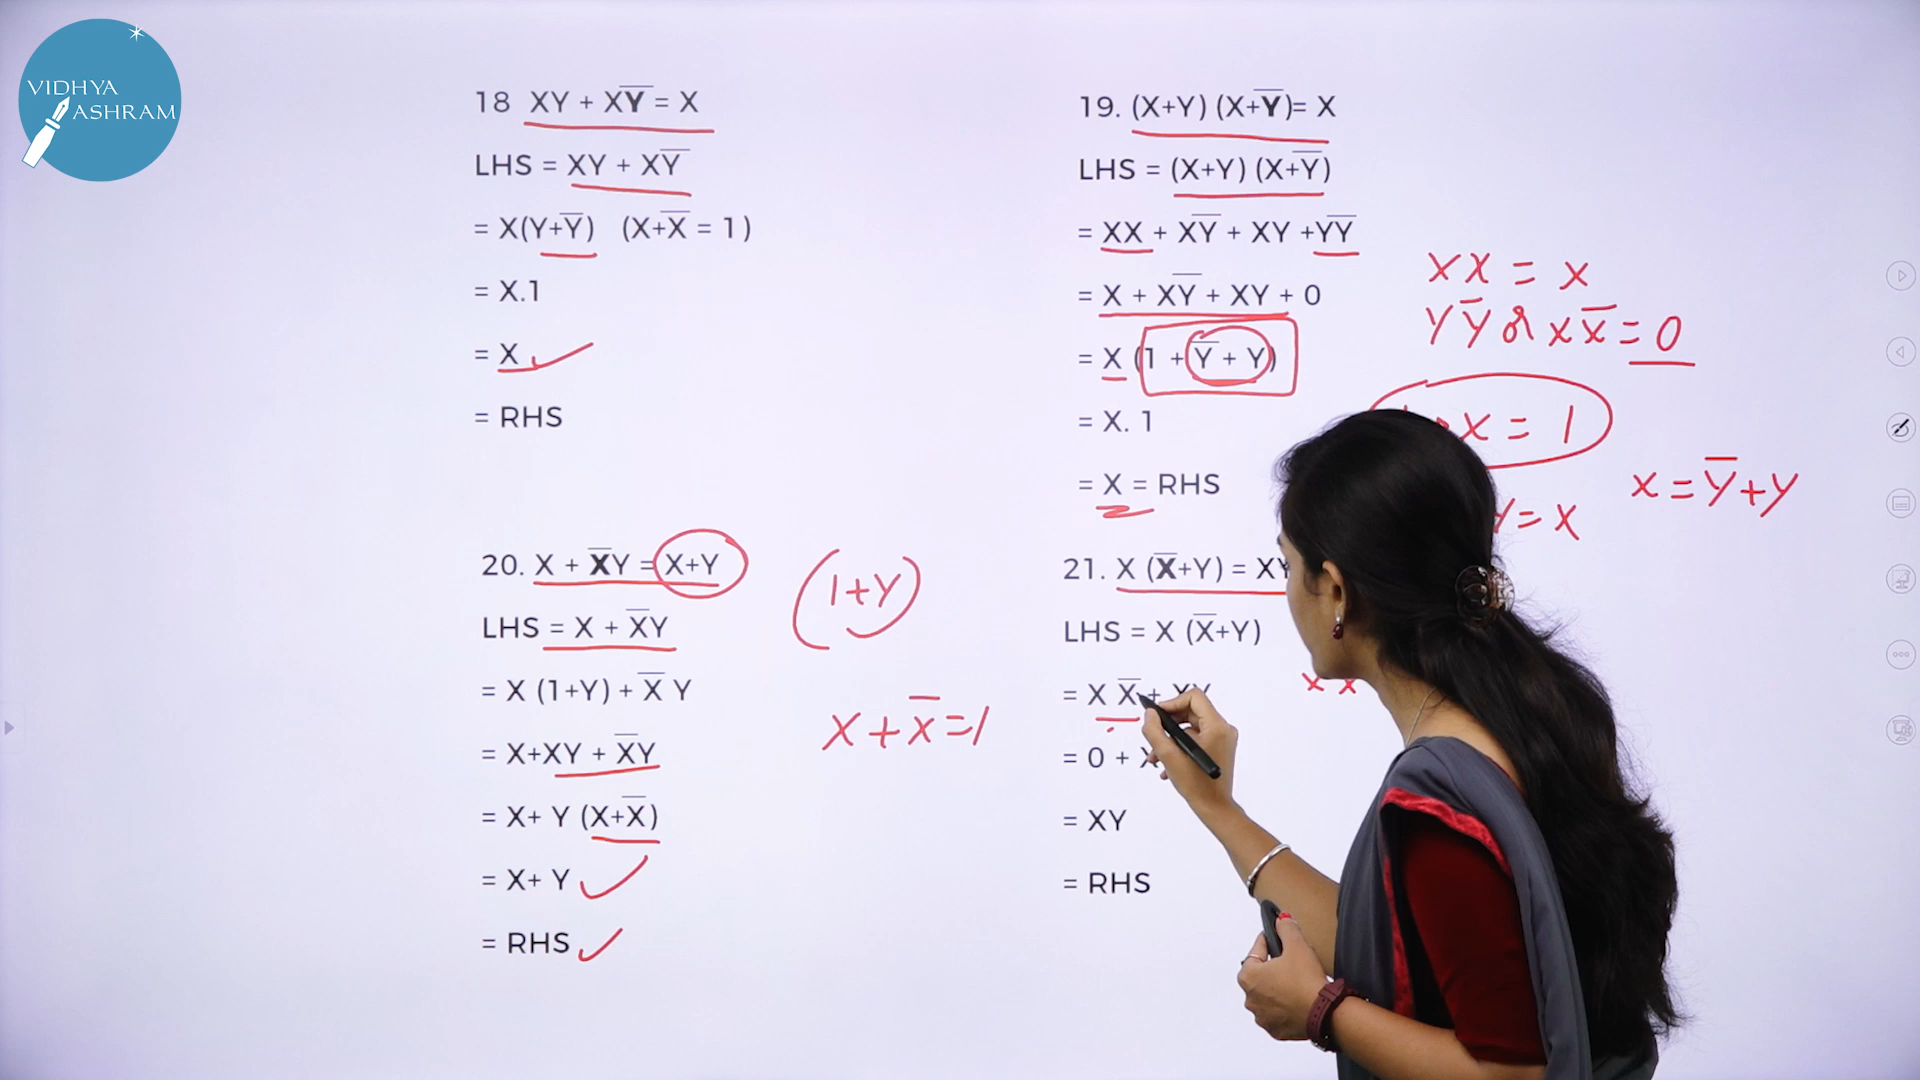 VIDHYA
ASHRAM
18 XY + XY̅ = X
LHS = XY + XY̅
= X(Y+Y̅) (X+X̅ = 1)
= X.1
= X
= RHS
19. (X+Y) (X+Y̅)= X
LHS = (X+Y) (X+Y̅)
= XX + XY̅ + XY +YY̅
= X + XY̅ + XY + 0
= X (1 + Y̅ + Y)
= X. 1
= X = RHS
XX = X
YY̅ or XX̅ = 0
X = 1
X = Y̅+Y
Y = X
20. X + X̅Y = X+Y
LHS = X + X̅Y
= X (1+Y) + X̅ Y
= X+XY + X̅Y
= X+ Y (X+X̅)
= X+ Y
= RHS
(1+Y)
X+X̅=1
21. X (X̅+Y) = XY
LHS = X (X̅+Y)
= X X̅ + XY
= 0 + X
= XY
= RHS
X X